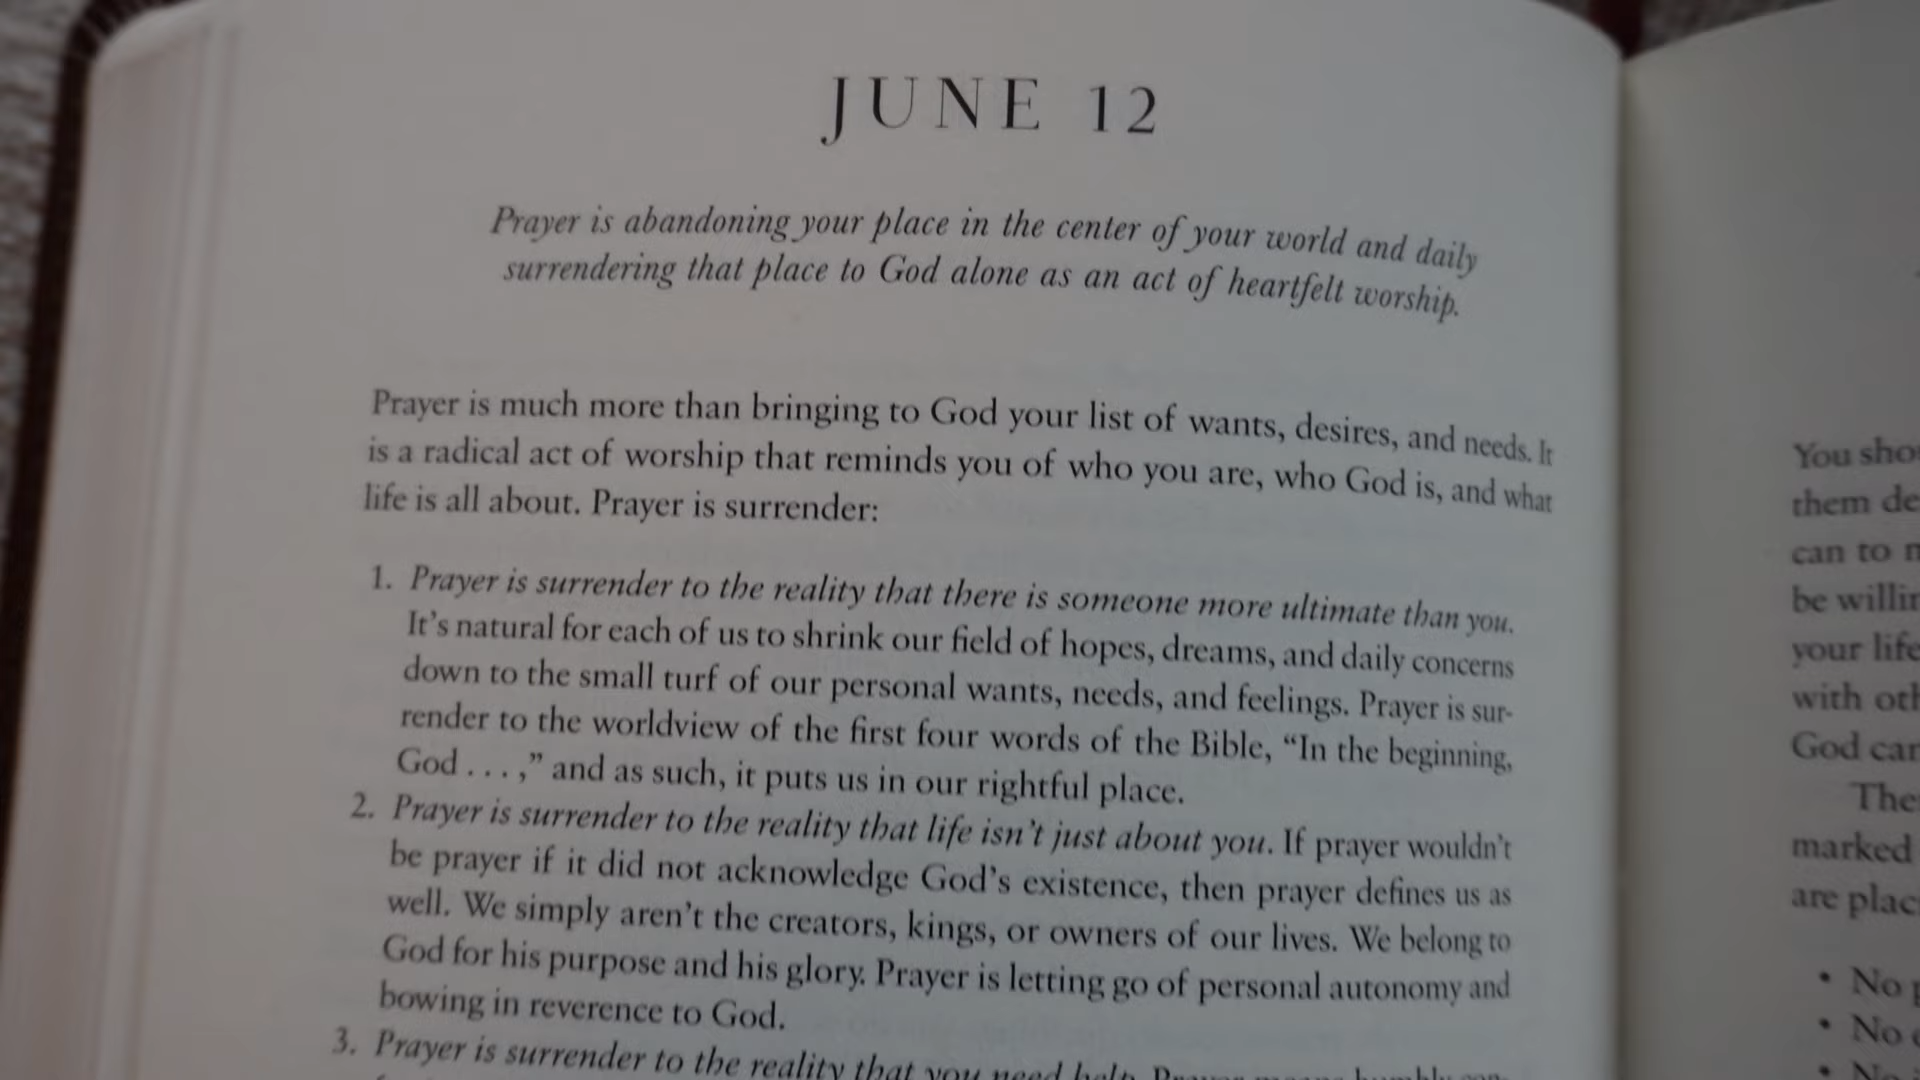 JUNE 12
Prayer is abandoning your place in the center of your world and daily
surrendering that place to God alone as an act of heartfelt worship.
Prayer is much more than bringing to God your list of wants, desires, and needs. It
is a radical act of worship that reminds you of who you are, who God is, and what
life is all about. Prayer is surrender:
1. Prayer is surrender to the reality that there is someone more ultimate than you.
It's natural for each of us to shrink our field of hopes, dreams, and daily concerns
down to the small turf of our personal wants, needs, and feelings. Prayer is sur-
render to the worldview of the first four words of the Bible, “In the beginning,
God . . . ,” and as such, it puts us in our rightful place.
2. Prayer is surrender to the reality that life isn't just about you. If prayer wouldn't
be prayer if it did not acknowledge God's existence, then prayer defines us as
well. We simply aren't the creators, kings, or owners of our lives. We belong to
God for his purpose and his glory. Prayer is letting go of personal autonomy and
bowing in reverence to God.
3. Prayer is surrender to the reality that you need help. Prayer means humbly con-
You sho
them de
can to
be willin
your life
with oth
God can
The
marked
are plac
• No
• No
• No